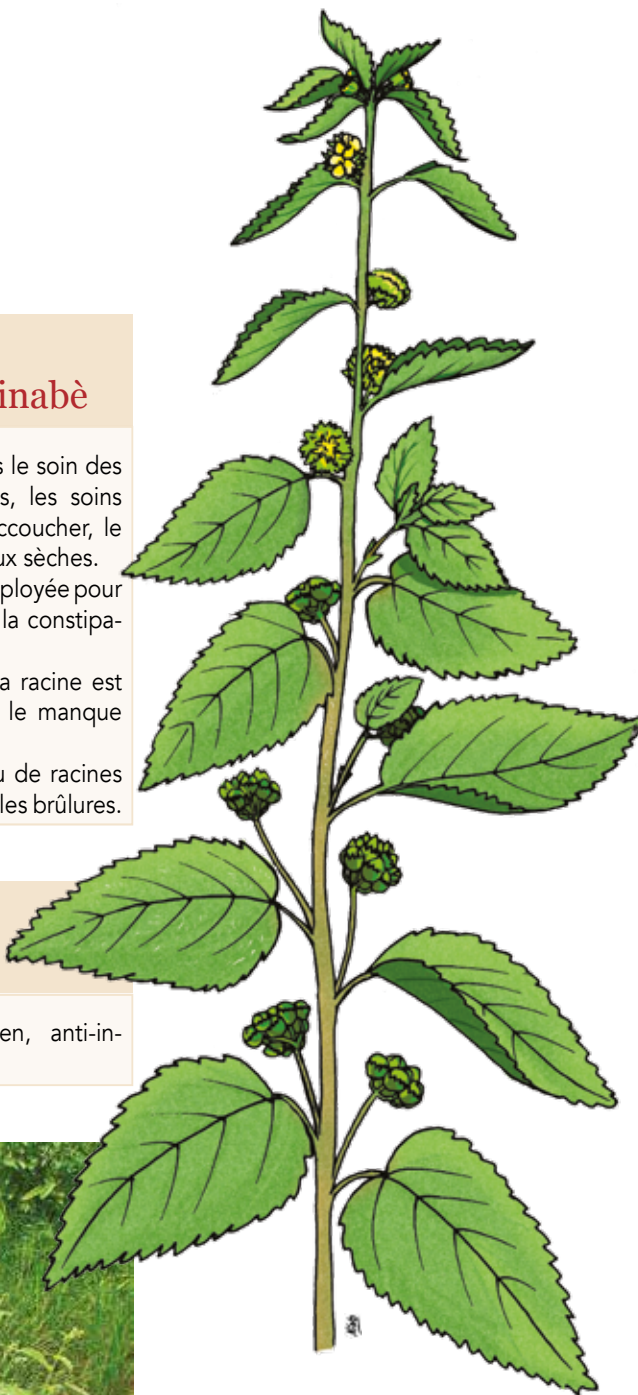 inabè
s le soin des
s, les soins
ccoucher, le
ux sèches.
ployée pour
la constipa-
a racine est
le manque
u de racines
les brûlures.
en, anti-in-